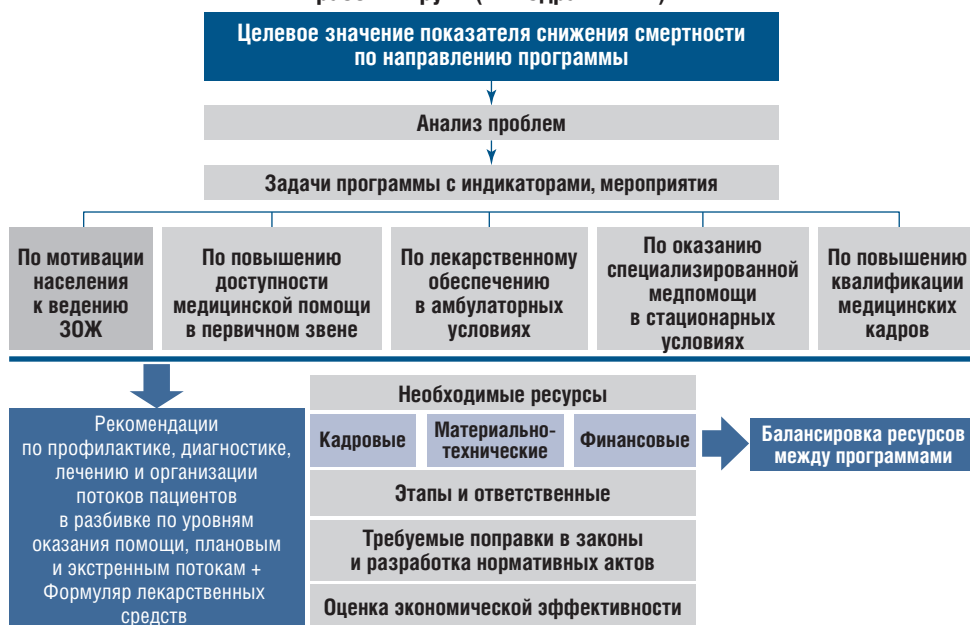 Целевое значение показателя снижения смертности
по направлению программы
Анализ проблем
Задачи программы с индикаторами, мероприятия
По мотивации
населения
к ведению
ЗОЖ
По повышению
доступности
медицинской помощи
в первичном звене
По лекарственному
обеспечению
в амбулаторных
условиях
По оказанию
специализированной
медпомощи
в стационарных
условиях
По повышению
квалификации
медицинских
кадров
Рекомендации
по профилактике, диагностике,
лечению и организации
потоков пациентов
в разбивке по уровням
оказания помощи, плановым
и экстренным потокам +
Формуляр лекарственных
средств
Необходимые ресурсы
Кадровые
Материально-
технические
Финансовые
Этапы и ответственные
Требуемые поправки в законы
и разработка нормативных актов
Оценка экономической эффективности
Балансировка ресурсов
между программами